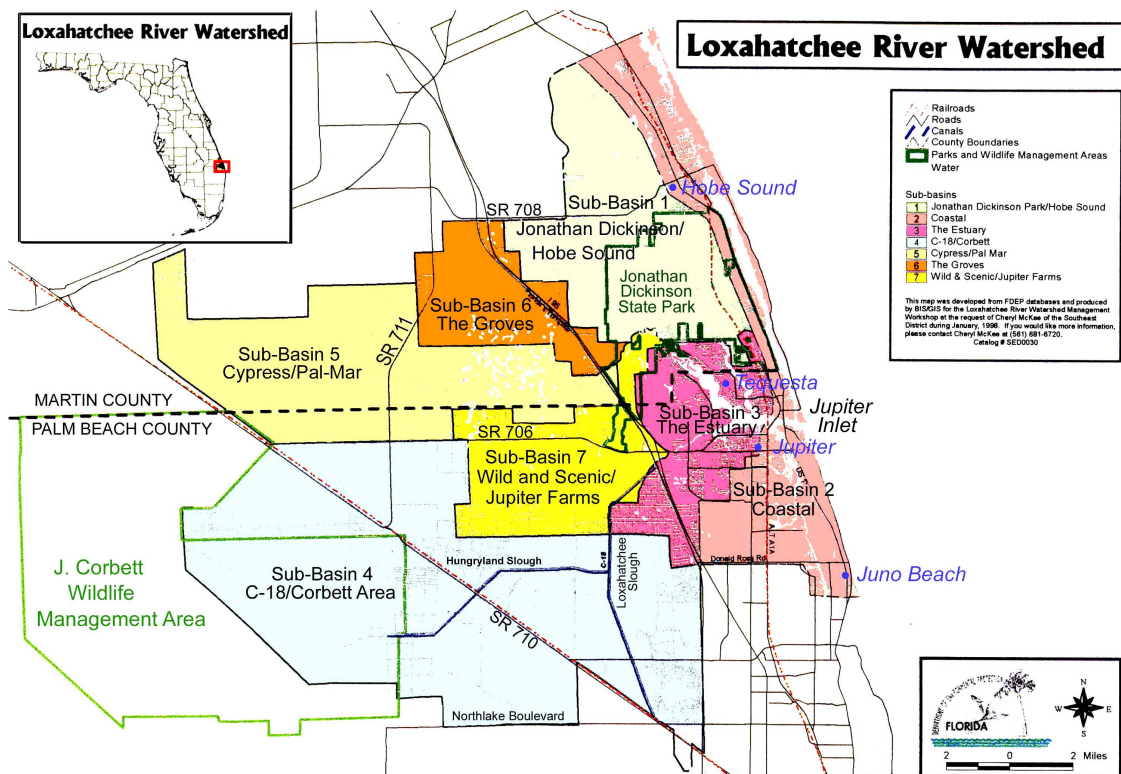 Loxahatchee River Watershed
Loxahatchee River Watershed
Railroads
Roads
Canals
County Boundaries
Parks and Wildlife Management Areas
Water
Sub-basins
1 Jonathan Dickinson Park/Hobe Sound
2 Coastal
3 The Estuary
4 C-18/Corbett
5 Cypress/Pal Mar
6 The Groves
7 Wild & Scenic/Jupiter Farms
This map was developed from FDEP databases and produced
by BIS/GIS for the Loxahatchee River Watershed Management
Workshop at the request of Cheryl McKee of the Southeast
District during January, 1998. If you would like more information,
please contact Cheryl McKee at (561) 681-6720.
Catalog # SED0030
Hobe Sound
Sub-Basin 1
SR 708
Jonathan Dickinson/
Hobe Sound
Jonathan
Dickinson
State Park
I-95
Sub-Basin 6
The Groves
SR 711
Sub-Basin 5
Cypress/Pal-Mar
Tequesta
MARTIN COUNTY
PALM BEACH COUNTY
Sub-Basin 3
The Estuary
Jupiter
Inlet
SR 706
Jupiter
Sub-Basin 7
Wild and Scenic/
Jupiter Farms
US 1
Sub-Basin 2
Coastal
A L T A1A
Donald Ross Rd.
Hungryland Slough
C-18
Loxahatchee
Slough
Juno Beach
J. Corbett
Wildlife
Management Area
Sub-Basin 4
C-18/Corbett Area
SR 710
Northlake Boulevard
DEPARTMENT OF ENVIRONMENTAL PROTECTION
FLORIDA
N
W E
S
2 0 2 Miles